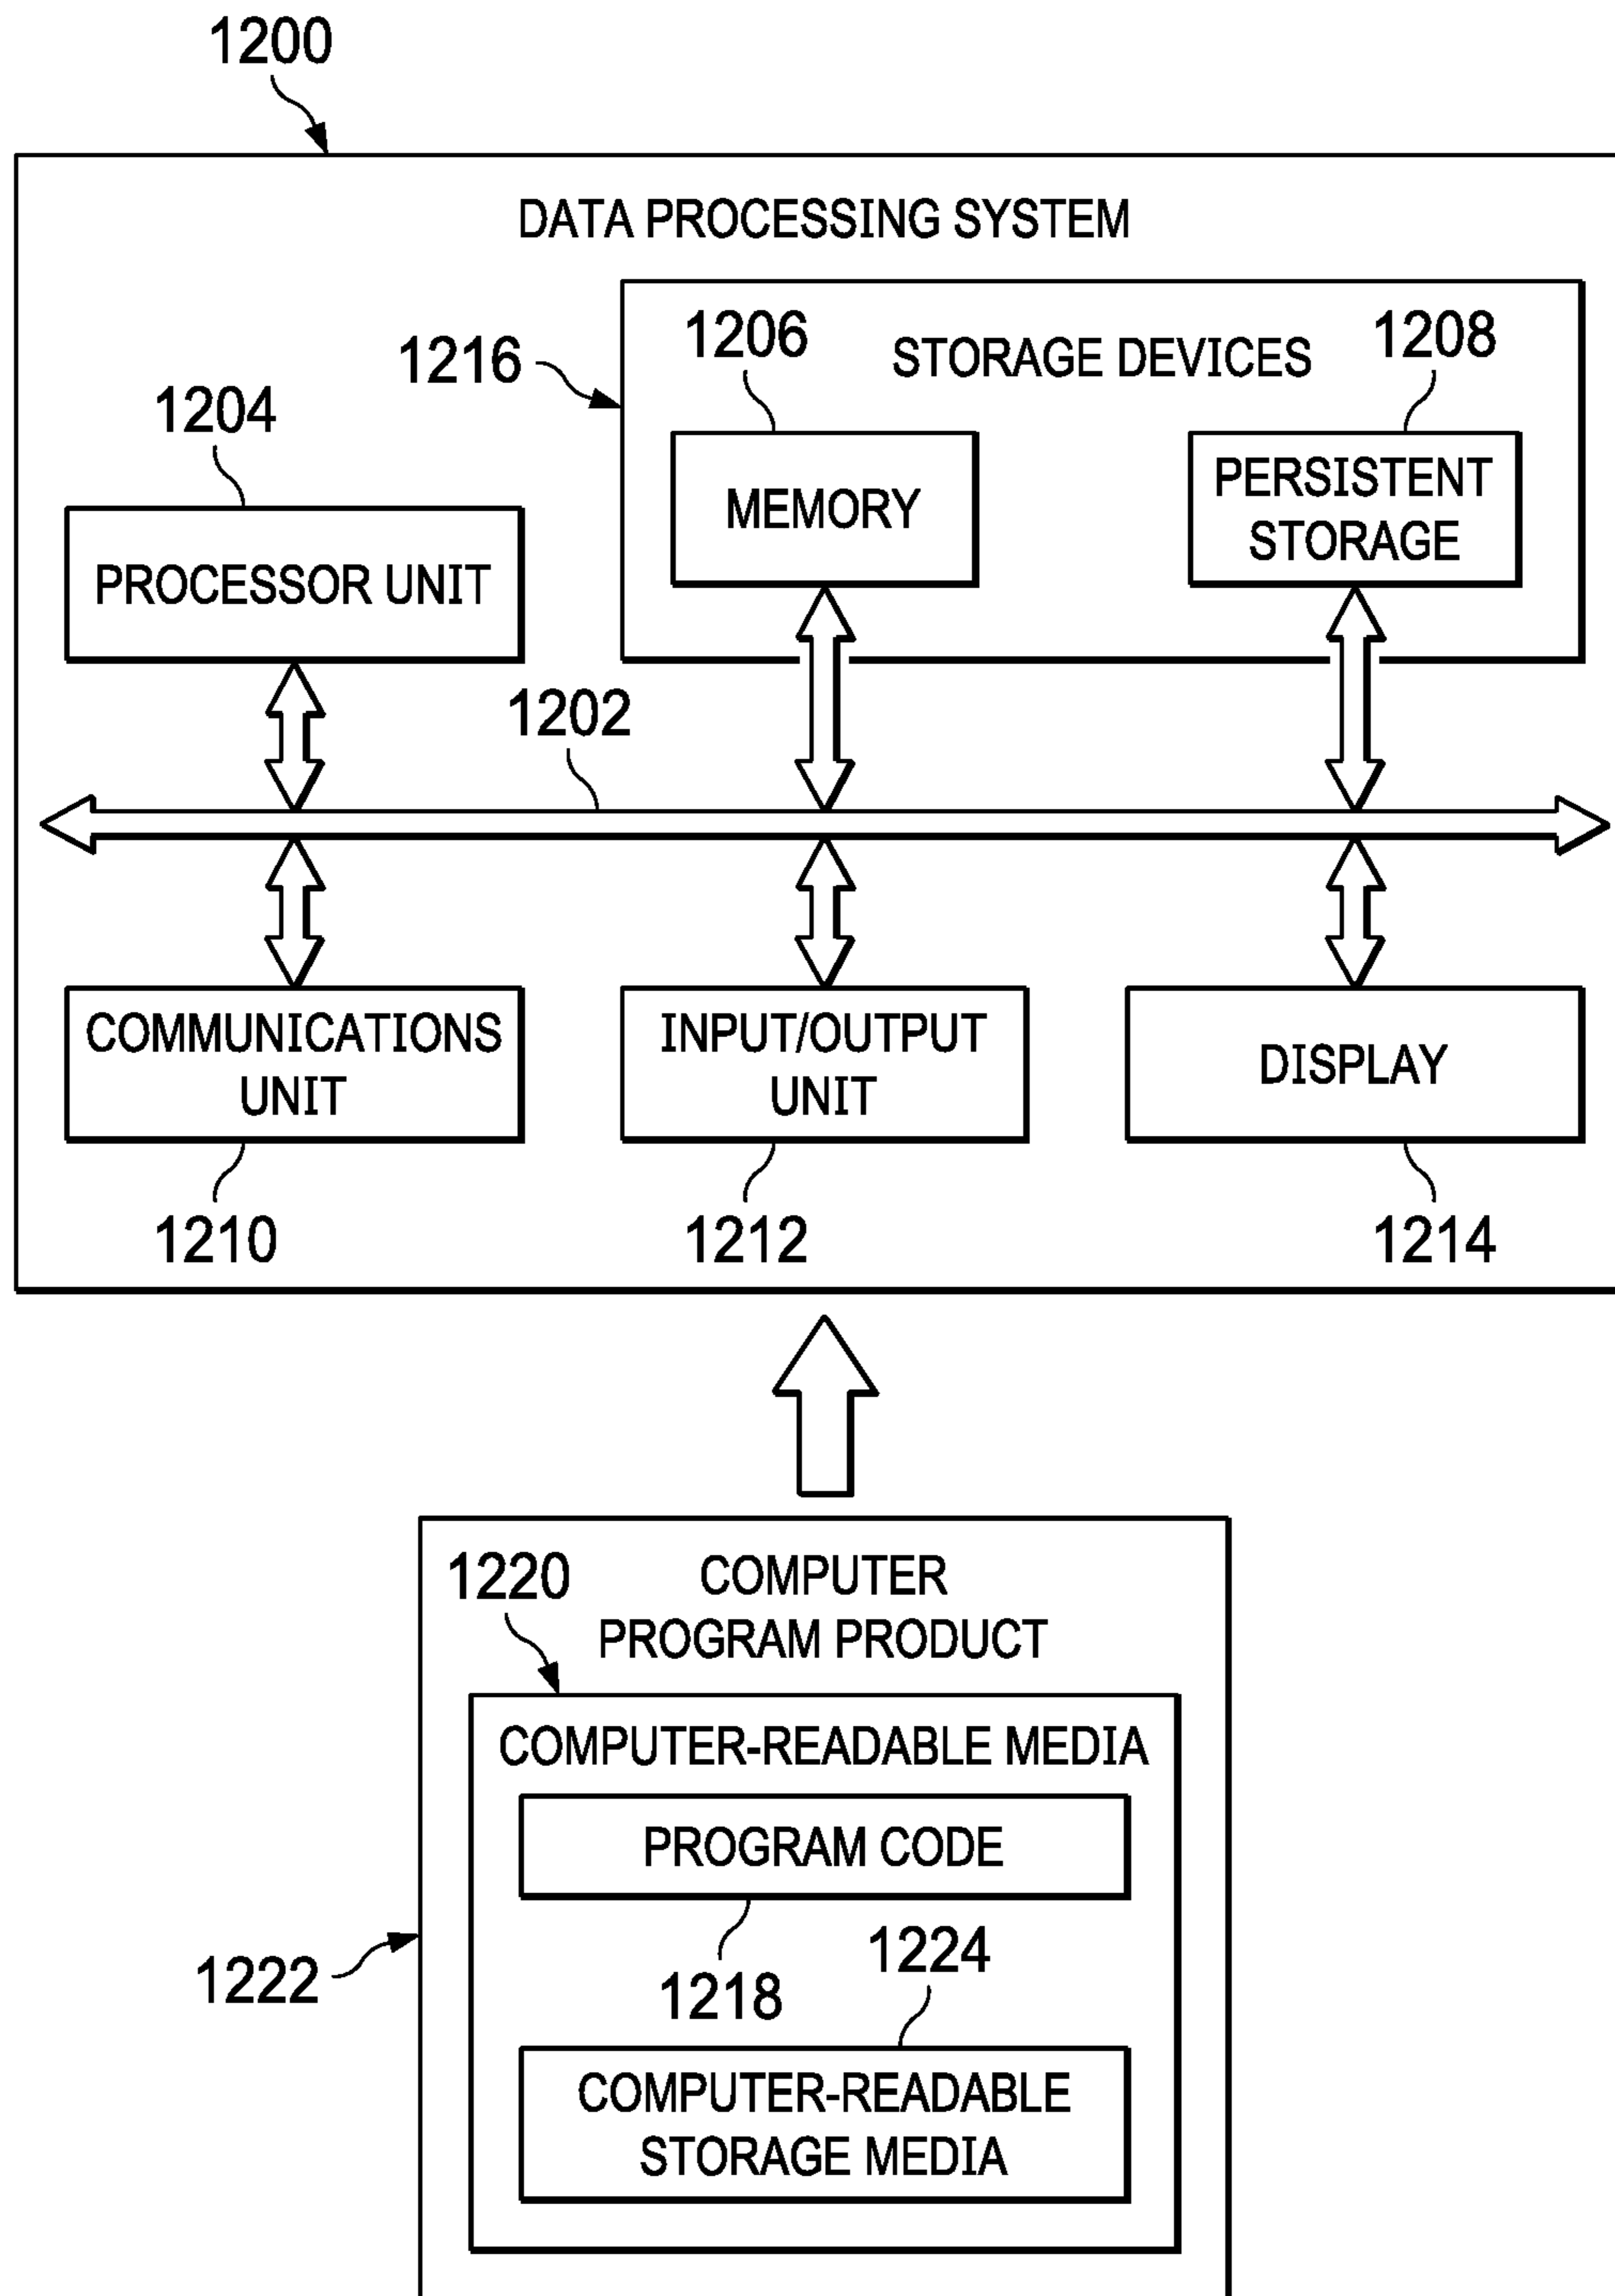 1200
DATA PROCESSING SYSTEM
1216
1206
STORAGE DEVICES
1208
1204
MEMORY
PERSISTENT
STORAGE
PROCESSOR UNIT
1202
COMMUNICATIONS
UNIT
INPUT/OUTPUT
UNIT
DISPLAY
1210
1212
1214
1220
COMPUTER
PROGRAM PRODUCT
COMPUTER-READABLE MEDIA
PROGRAM CODE
1222
1218
1224
COMPUTER-READABLE
STORAGE MEDIA